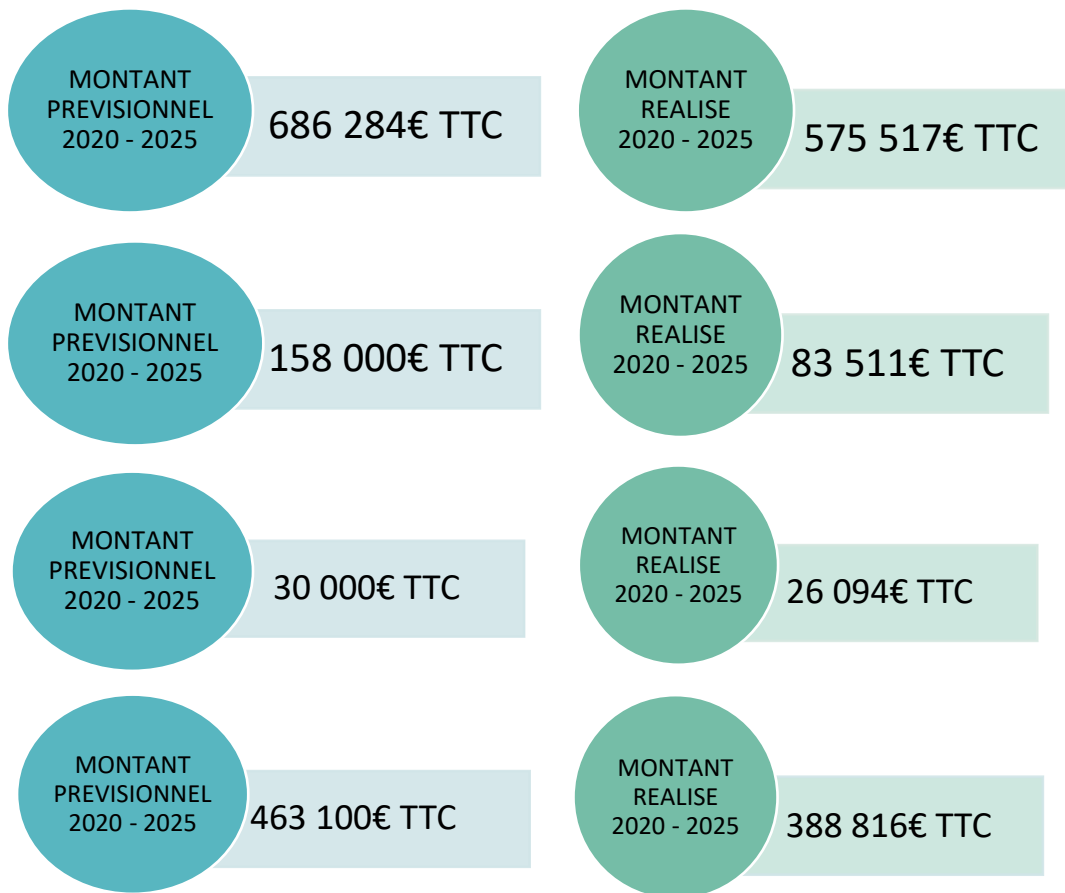 MONTANT
PREVISIONNEL
2020 - 2025
686 284€ TTC
MONTANT
REALISE
2020 - 2025
575 517€ TTC
MONTANT
PREVISIONNEL
2020 - 2025
158 000€ TTC
MONTANT
REALISE
2020 - 2025
83 511€ TTC
MONTANT
PREVISIONNEL
2020 - 2025
30 000€ TTC
MONTANT
REALISE
2020 - 2025
26 094€ TTC
MONTANT
PREVISIONNEL
2020 - 2025
463 100€ TTC
MONTANT
REALISE
2020 - 2025
388 816€ TTC